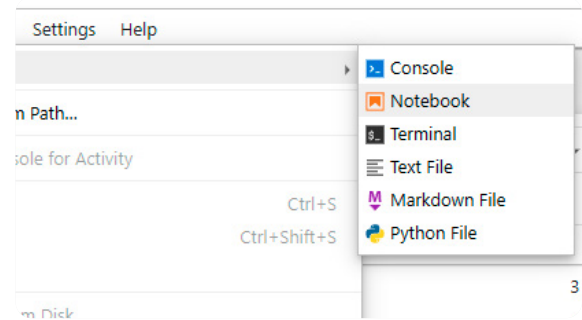 Settings Help
Console
Notebook
m Path...
Terminal
sole for Activity
Text File
Ctrl+S
Markdown File
Ctrl+Shift+S
Python File
3
m Disk